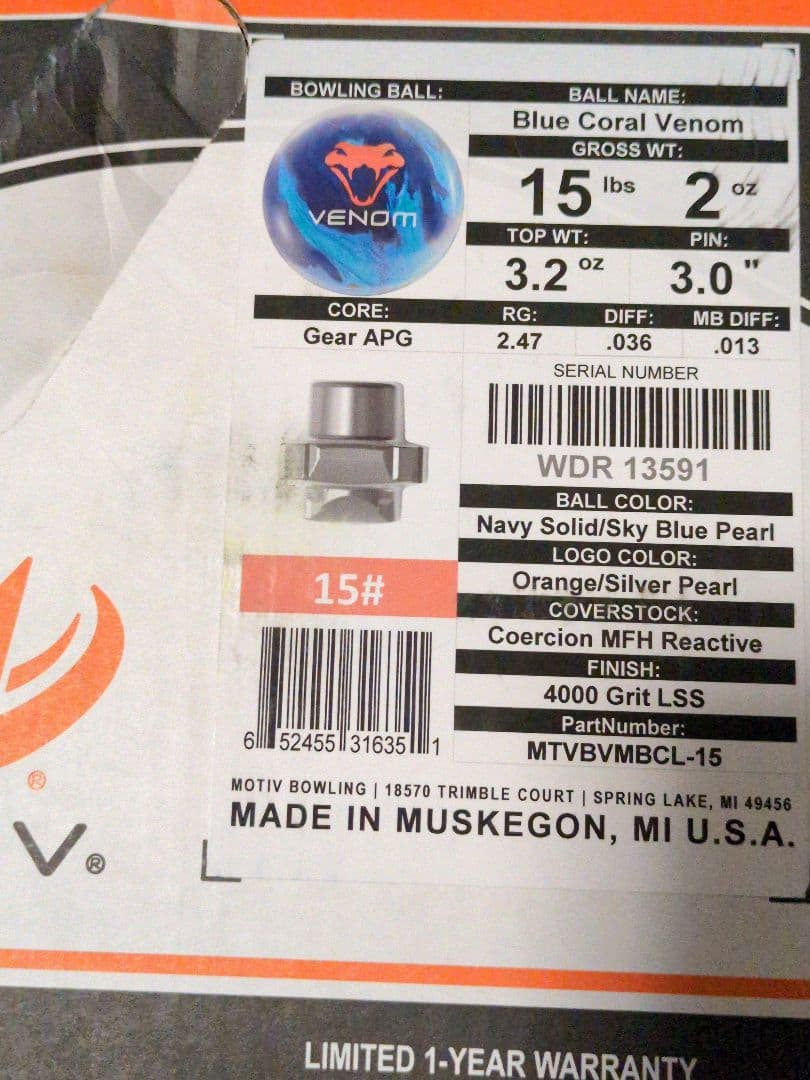 BOWLING BALL:
BALL NAME:
Blue Coral Venom
GROSS WT:
15 lbs 2 oz
VENOM
TOP WT: PIN:
3.2 oz 3.0 "
CORE: RG: DIFF: MB DIFF:
Gear APG 2.47 .036 .013
SERIAL NUMBER
WDR 13591
BALL COLOR:
Navy Solid/Sky Blue Pearl
LOGO COLOR:
Orange/Silver Pearl
15#
COVERSTOCK:
Coercion MFH Reactive
FINISH:
4000 Grit LSS
PartNumber:
MTVBVMBCL-15
6 52455 31635 1
MOTIV BOWLING | 18570 TRIMBLE COURT | SPRING LAKE, MI 49456
MADE IN MUSKEGON, MI U.S.A.
®
V®
LIMITED 1-YEAR WARRANTY